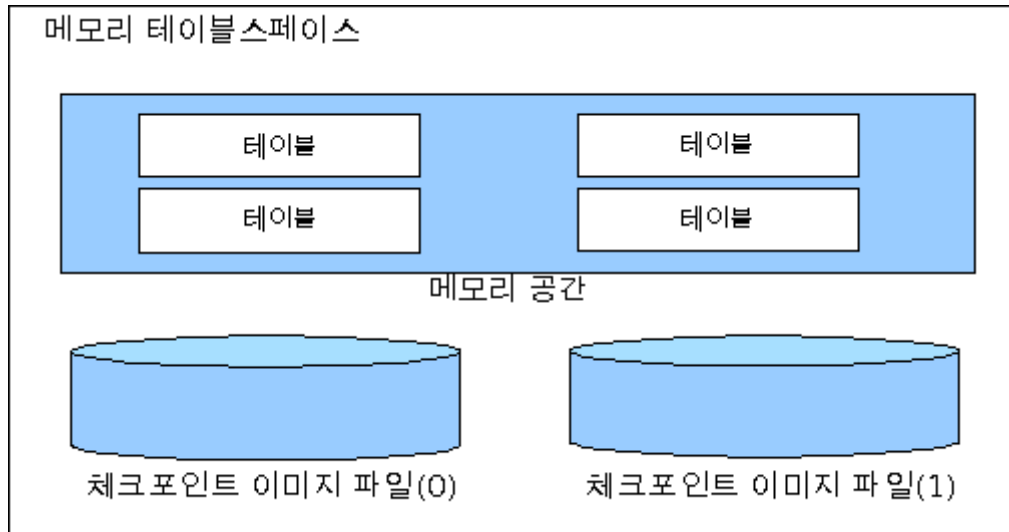 메모리 테이블스페이스
테이블
테이블
테이블
테이블
메모리 공간
체크포인트 이미지 파일(0)
체크포인트 이미지 파일(1)